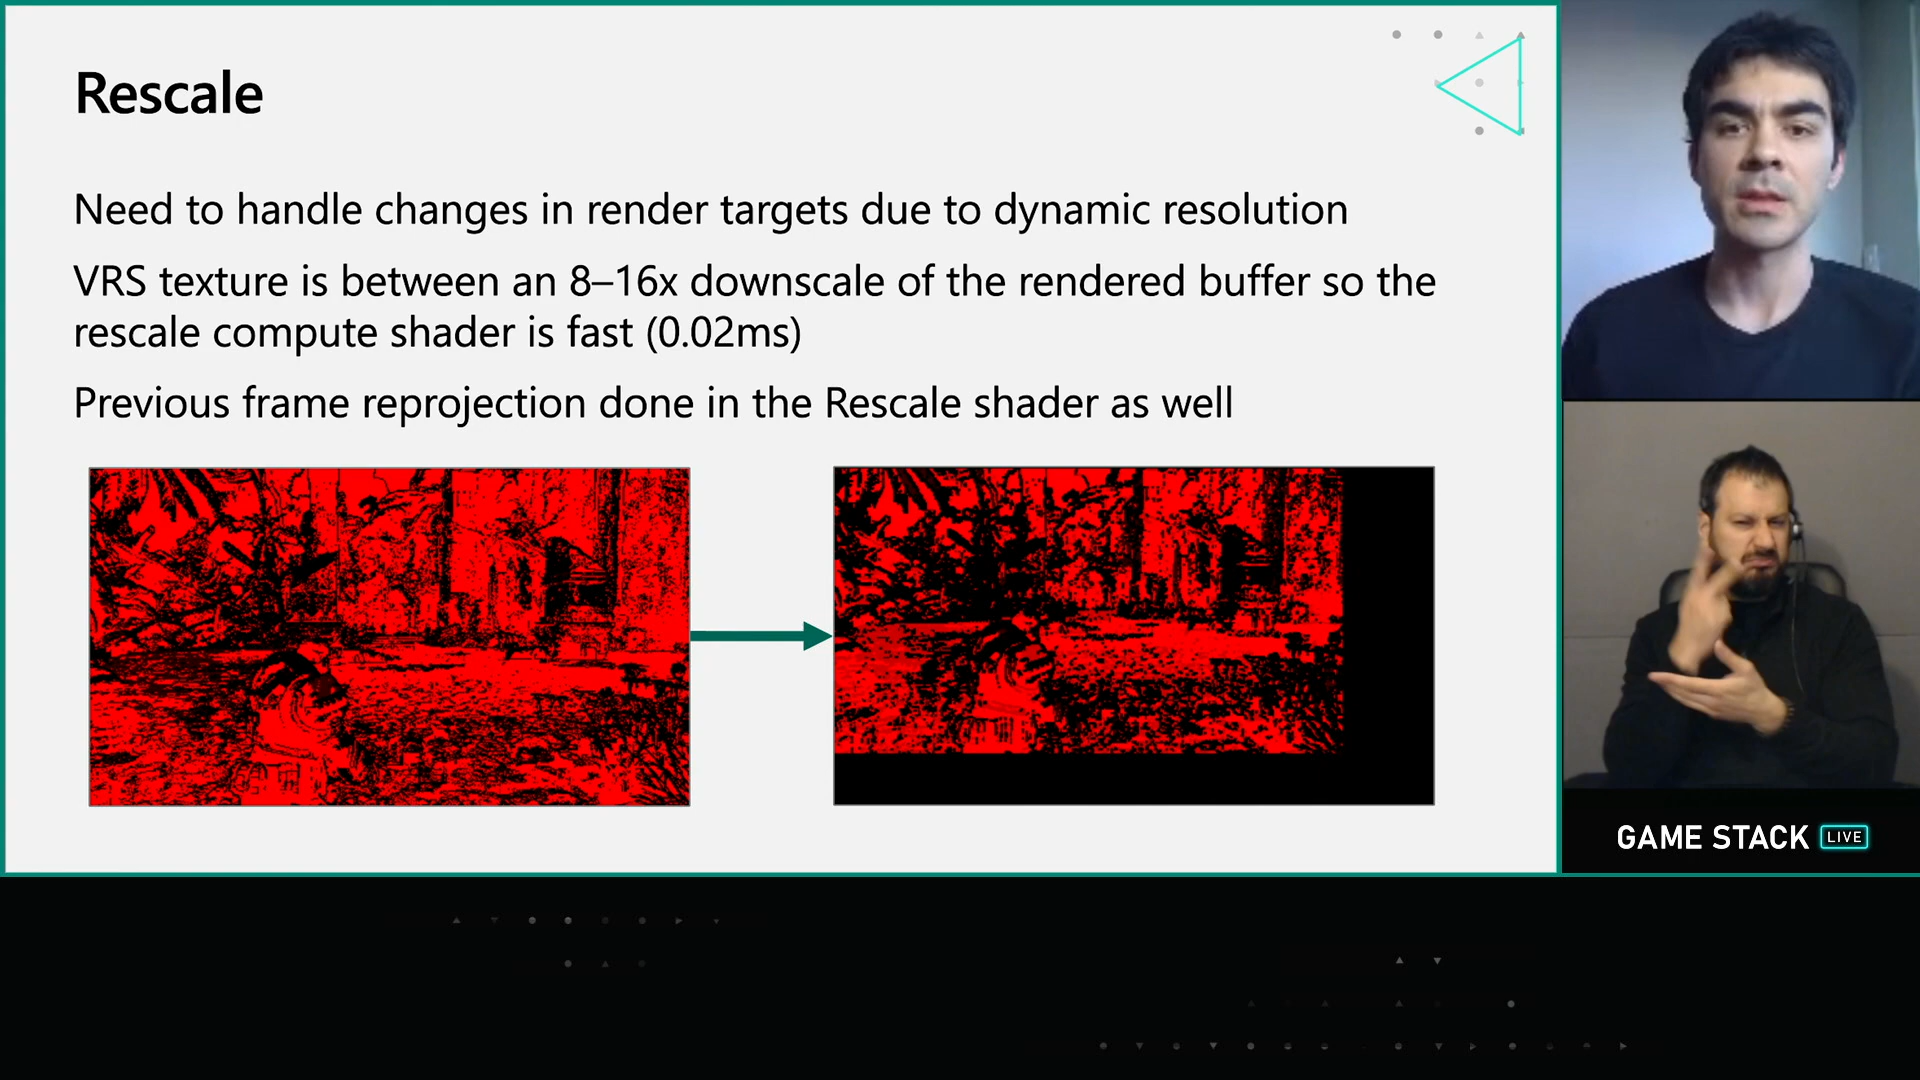 Rescale
Need to handle changes in render targets due to dynamic resolution
VRS texture is between an 8–16x downscale of the rendered buffer so the
rescale compute shader is fast (0.02ms)
Previous frame reprojection done in the Rescale shader as well
GAME STACK LIVE